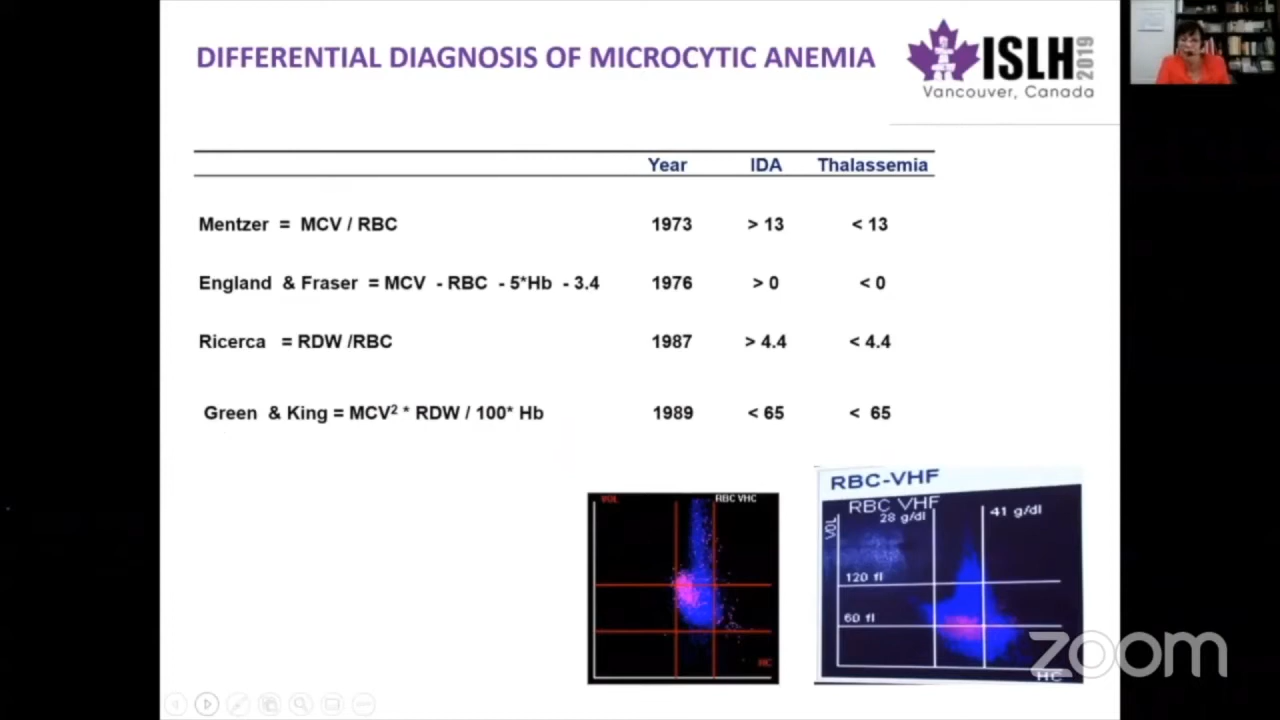 DIFFERENTIAL DIAGNOSIS OF MICROCYTIC ANEMIA
ISLH 2019
Vancouver, Canada
Year IDA Thalassemia
Mentzer = MCV / RBC 1973 > 13 < 13
England & Fraser = MCV - RBC - 5*Hb - 3.4 1976 > 0 < 0
Ricerca = RDW /RBC 1987 > 4.4 < 4.4
Green & King = MCV² * RDW / 100* Hb 1989 < 65 < 65
VOL RBC VHC
HC
RBC-VHF
RBC VHF
VOL 28 g/dl 41 g/dl
120 fl
60 fl
HC
zoom